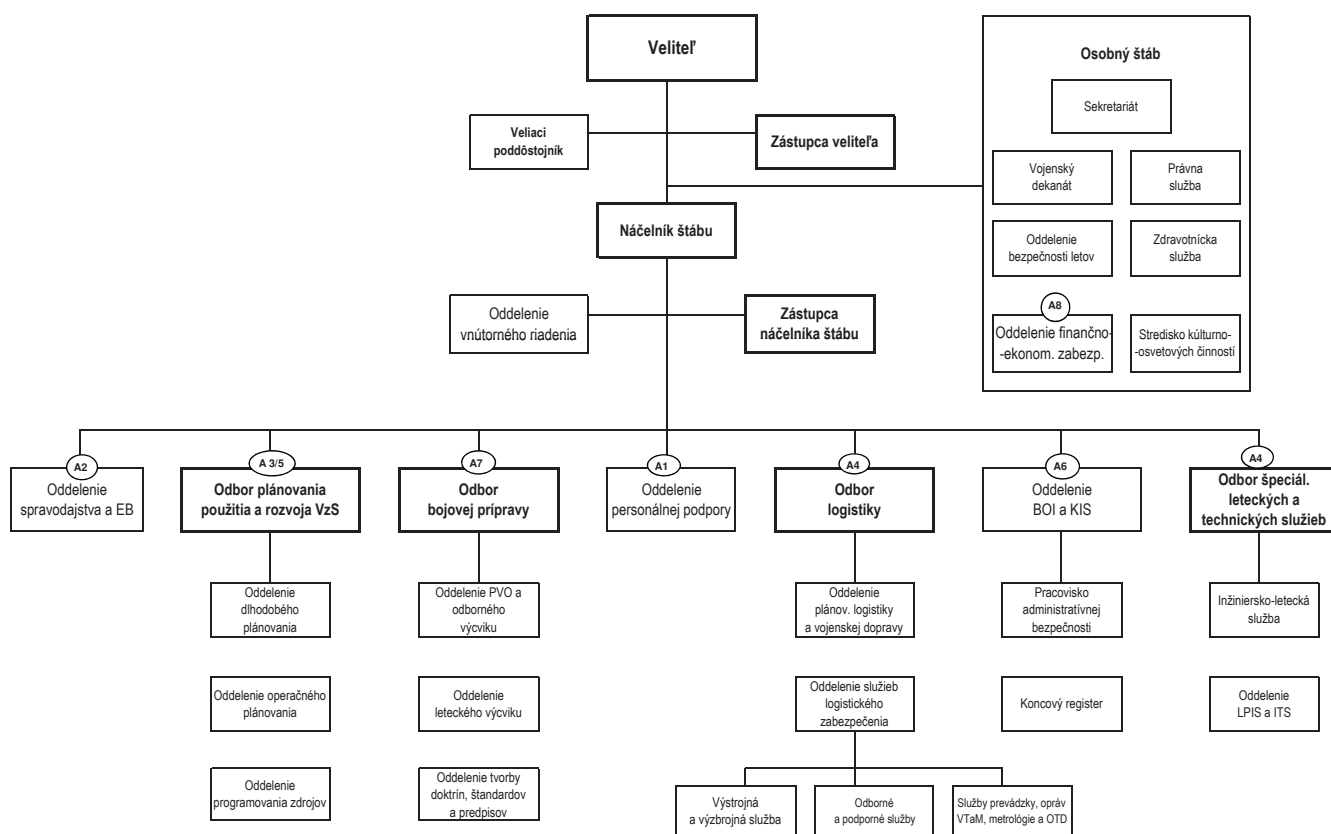 Veliteľ
Osobný štáb
Sekretariát
Veliaci
poddôstojník
Zástupca veliteľa
Vojenský
dekanát
Právna
služba
Náčelník štábu
Oddelenie
bezpečnosti letov
Zdravotnícka
služba
Oddelenie
vnútorného riadenia
Zástupca
náčelníka štábu
A8
Oddelenie finančno-
-ekonom. zabezp.
Stredisko kúlturno-
-osvetových činností
A2
Oddelenie
spravodajstva a EB
A 3/5
Odbor plánovania
použitia a rozvoja VzS
A7
Odbor
bojovej prípravy
A1
Oddelenie
personálnej podpory
A4
Odbor
logistiky
A6
Oddelenie
BOI a KIS
A4
Odbor špeciál.
leteckých a
technických služieb
Oddelenie
dlhodobého
plánovania
Oddelenie PVO a
odborného
výcviku
Oddelenie
plánov. logistiky
a vojenskej dopravy
Pracovisko
administratívnej
bezpečnosti
Inžiniersko-letecká
služba
Oddelenie operačného
plánovania
Oddelenie
leteckého výcviku
Oddelenie služieb
logistického
zabezpečenia
Koncový register
Oddelenie
LPIS a ITS
Oddelenie
programovania zdrojov
Oddelenie tvorby
doktrín, štandardov
a predpisov
Výstrojná
a výzbrojná služba
Odborné
a podporné služby
Služby prevádzky, opráv
VTaM, metrológie a OTD